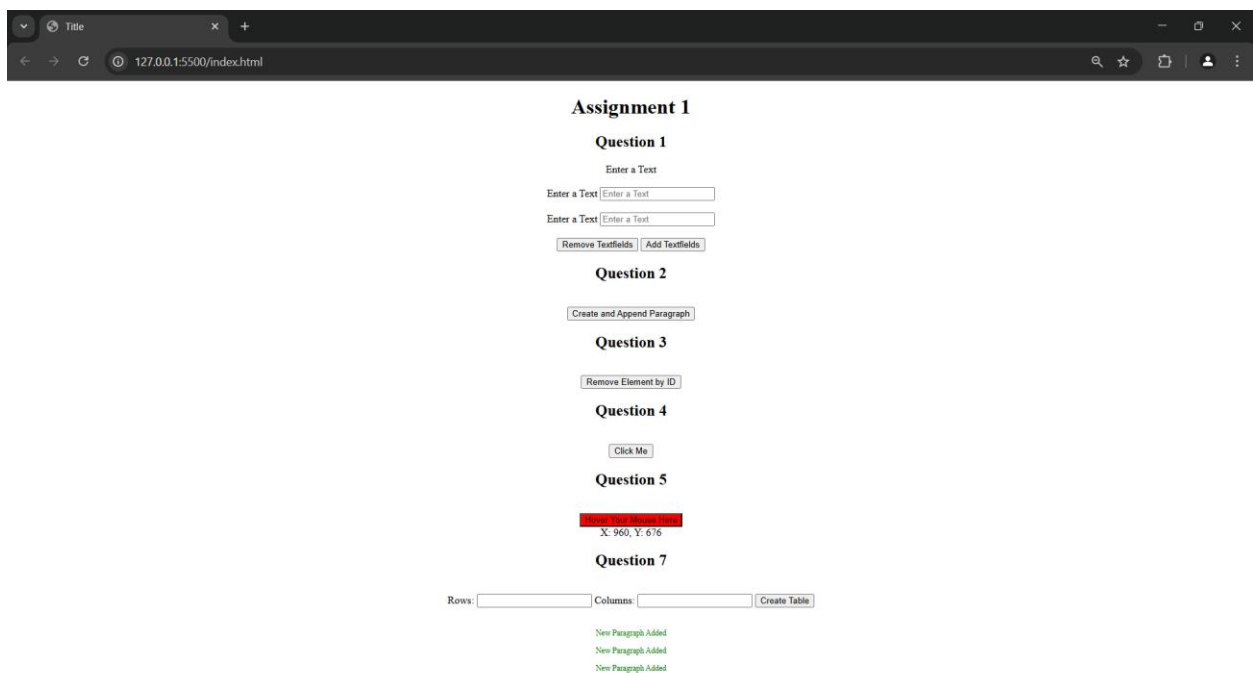 Title
127.0.0.1:5500/index.html
Assignment 1
Question 1
Enter a Text
Enter a Text Enter a Text
Enter a Text Enter a Text
Remove Textfields Add Textfields
Question 2
Create and Append Paragraph
Question 3
Remove Element by ID
Question 4
Click Me
Question 5
Hover Your Mouse Here
X: 960, Y: 676
Question 7
Rows: Columns: Create Table
New Paragraph Added
New Paragraph Added
New Paragraph Added